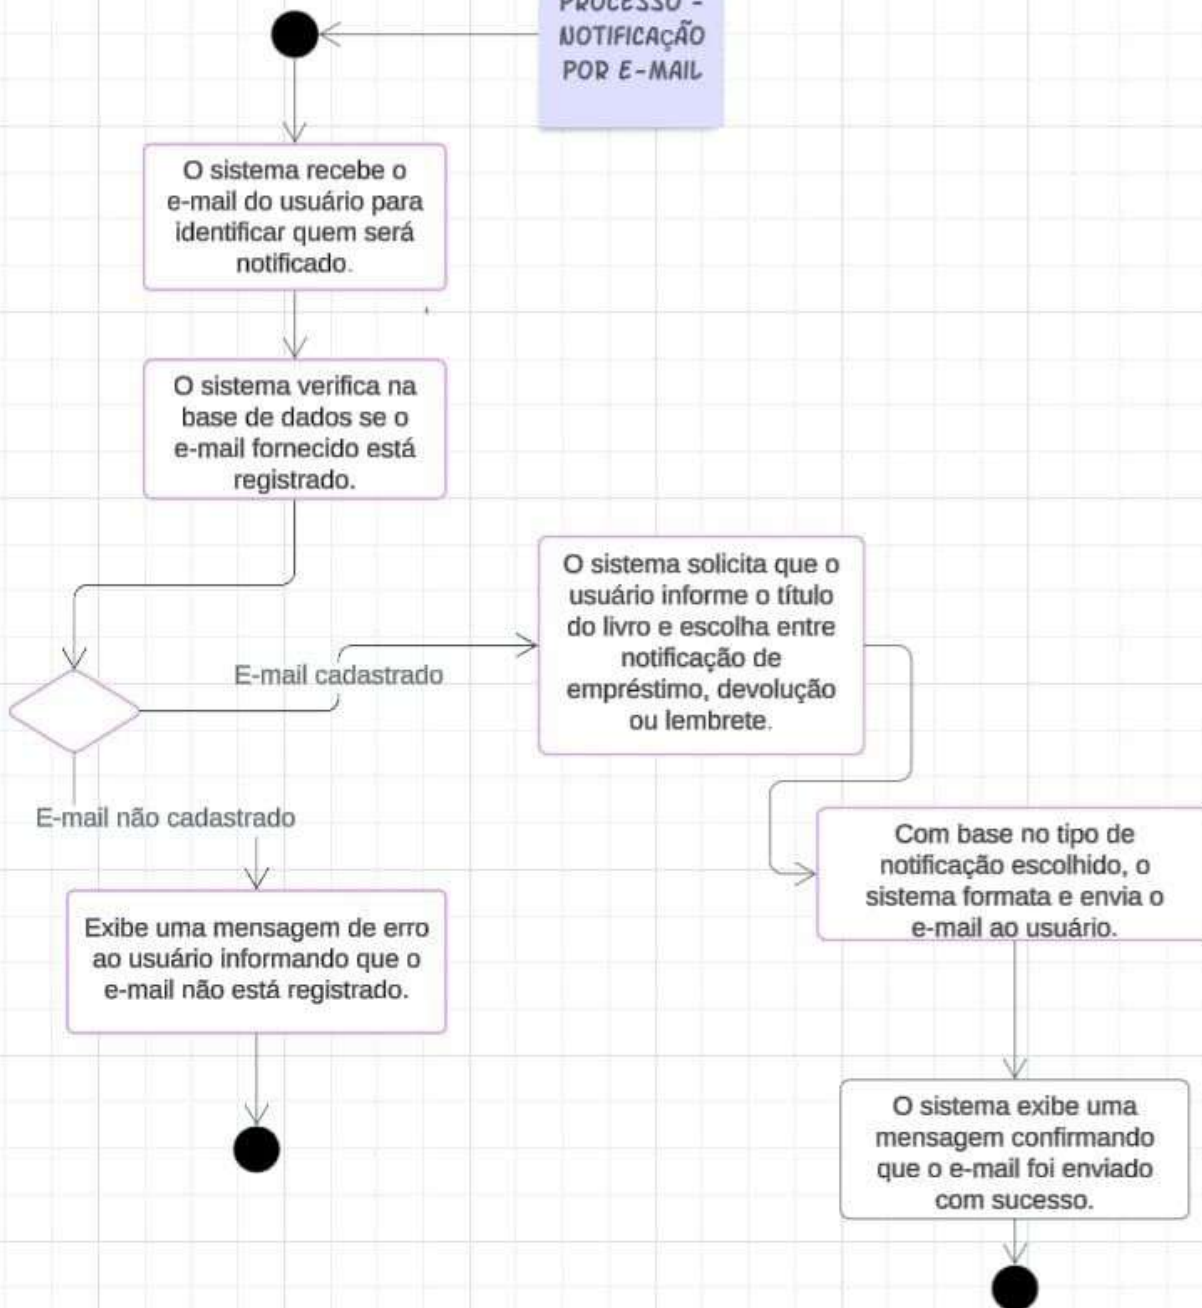 PROCESSO -
NOTIFICAÇÃO
POR E-MAIL
O sistema recebe o
e-mail do usuário para
identificar quem será
notificado.
O sistema verifica na
base de dados se o
e-mail fornecido está
registrado.
O sistema solicita que o
usuário informe o título
do livro e escolha entre
notificação de
empréstimo, devolução
ou lembrete.
E-mail cadastrado
E-mail não cadastrado
Com base no tipo de
notificação escolhido, o
sistema formata e envia o
e-mail ao usuário.
Exibe uma mensagem de erro
ao usuário informando que o
e-mail não está registrado.
O sistema exibe uma
mensagem confirmando
que o e-mail foi enviado
com sucesso.